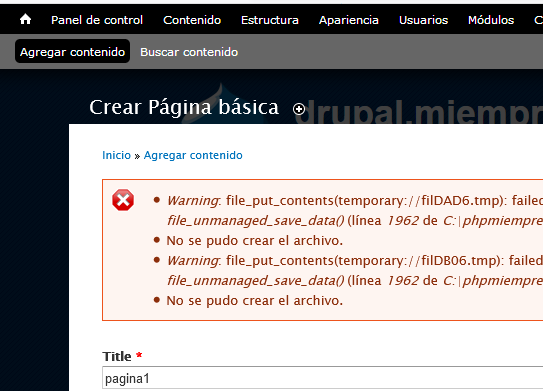 Panel de control Contenido Estructura Apariencia Usuarios Módulos C
Agregar contenido Buscar contenido
drupal.miempr
Crear Página básica
Inicio » Agregar contenido
• Warning: file_put_contents(temporary://filDAD6.tmp): failed
file_unmanaged_save_data() (línea 1962 de C:|phpmiempre
• No se pudo crear el archivo.
• Warning: file_put_contents(temporary://filDB06.tmp): failed
file_unmanaged_save_data() (línea 1962 de C:|phpmiempre
• No se pudo crear el archivo.
Title *
pagina1